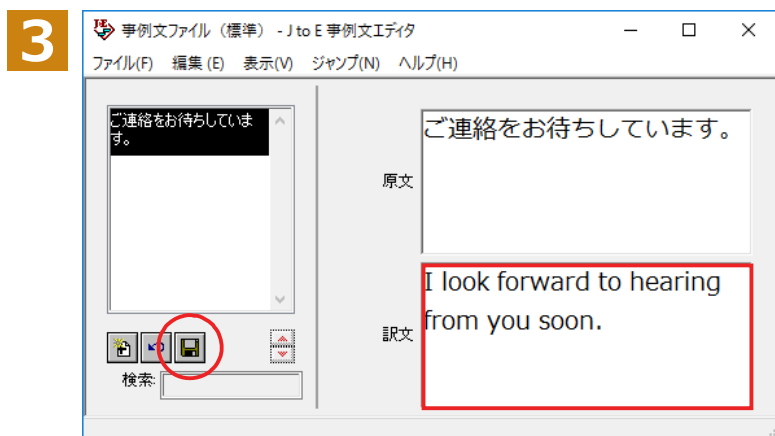 3
事例文ファイル（標準） - J to E 事例文エディタ
ファイル(F) 編集(E) 表示(V) ジャンプ(N) ヘルプ(H)
ご連絡をお待ちしていま
す。
検索:
原文
ご連絡をお待ちしています。
訳文
I look forward to hearing
from you soon.